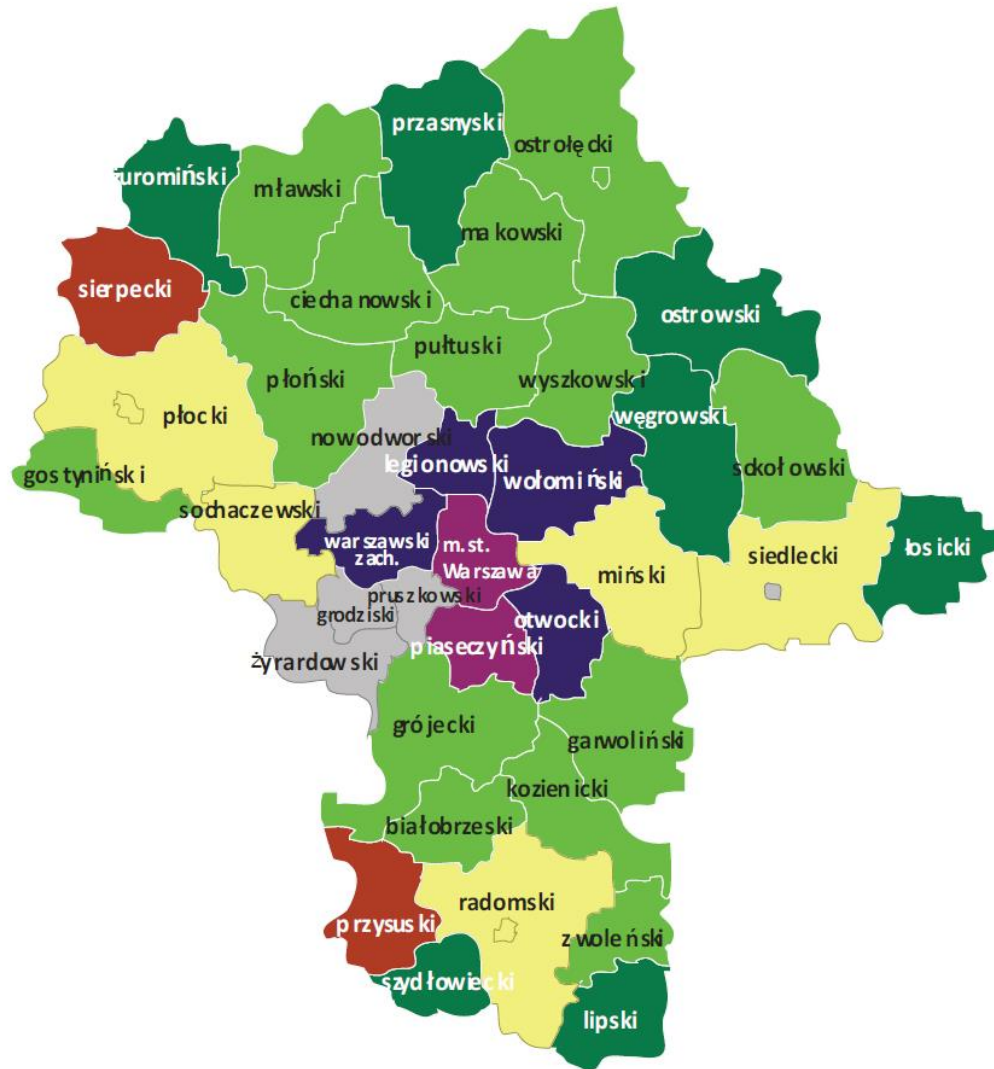 przasnyski
ostrołęcki
żuromiński
mławski
makowski
sierpecki
ciechanowski
ostrowski
pułtuski
płoński
wyszkowski
płocki
węgrowski
nowodworski
legionowski
gostyniński
wołomiński
sokołowski
sochaczewski
warszawski
zach.
m.st.
Warszawa
siedlecki
łosicki
miński
pruszkowski
grodziski
otwocki
piaseczyński
żyrardowski
grójecki
garwoliński
kozienicki
białobrzeski
radomski
przysuski
zwoleński
szydłowiecki
lipski